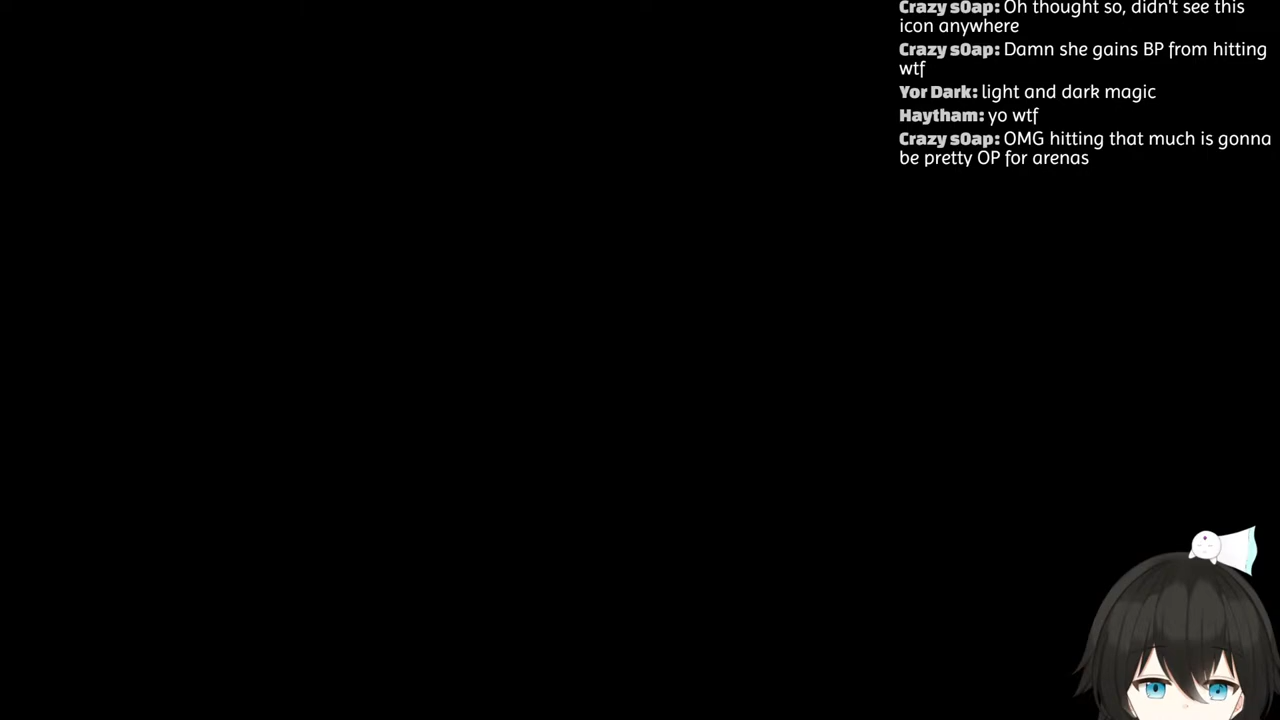 Crazy s0ap: Oh thought so, didn't see this
icon anywhere
Crazy s0ap: Damn she gains BP from hitting
wtf
Yor Dark: light and dark magic
Haytham: yo wtf
Crazy s0ap: OMG hitting that much is gonna
be pretty OP for arenas